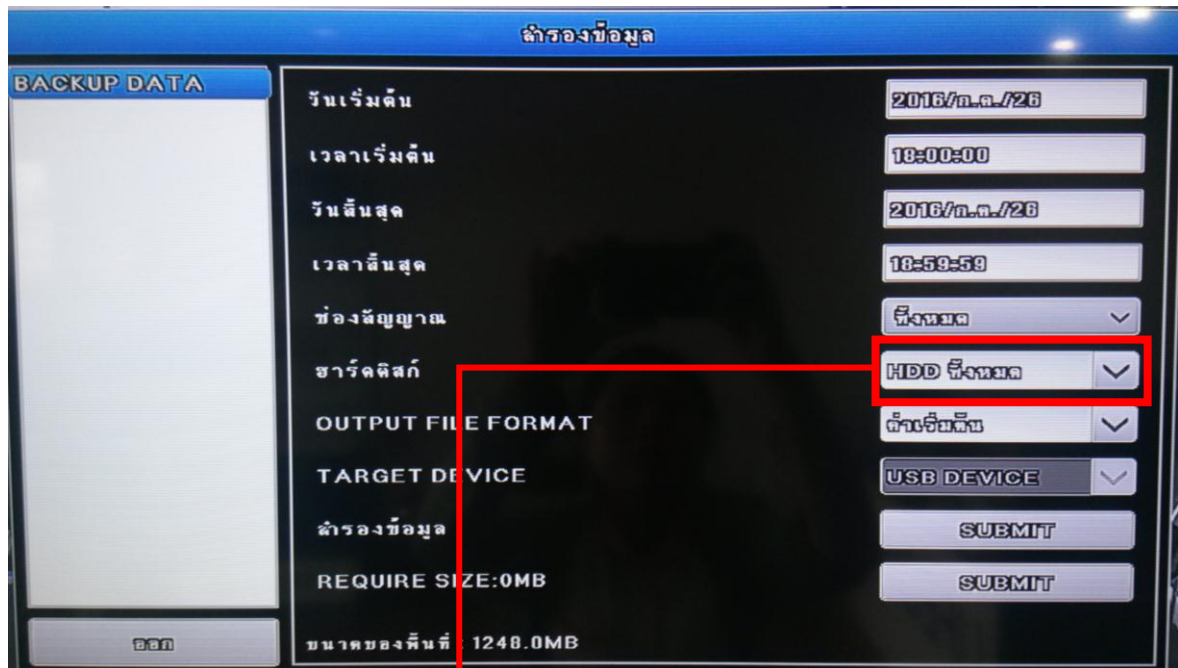 สำรองข้อมูล
BACKUP DATA
วันเริ่มต้น 2016/ก.ค./26
เวลาเริ่มต้น 18:00:00
วันสิ้นสุด 2016/ก.ค./26
เวลาสิ้นสุด 18:59:59
ช่องสัญญาณ ทั้งหมด
ฮาร์ดดิสก์ HDD ทั้งหมด
OUTPUT FILE FORMAT ค่าเริ่มต้น
TARGET DEVICE USB DEVICE
สำรองข้อมูล SUBMIT
REQUIRE SIZE:0MB SUBMIT
ออก
ขนาดของพื้นที่ : 1248.0MB